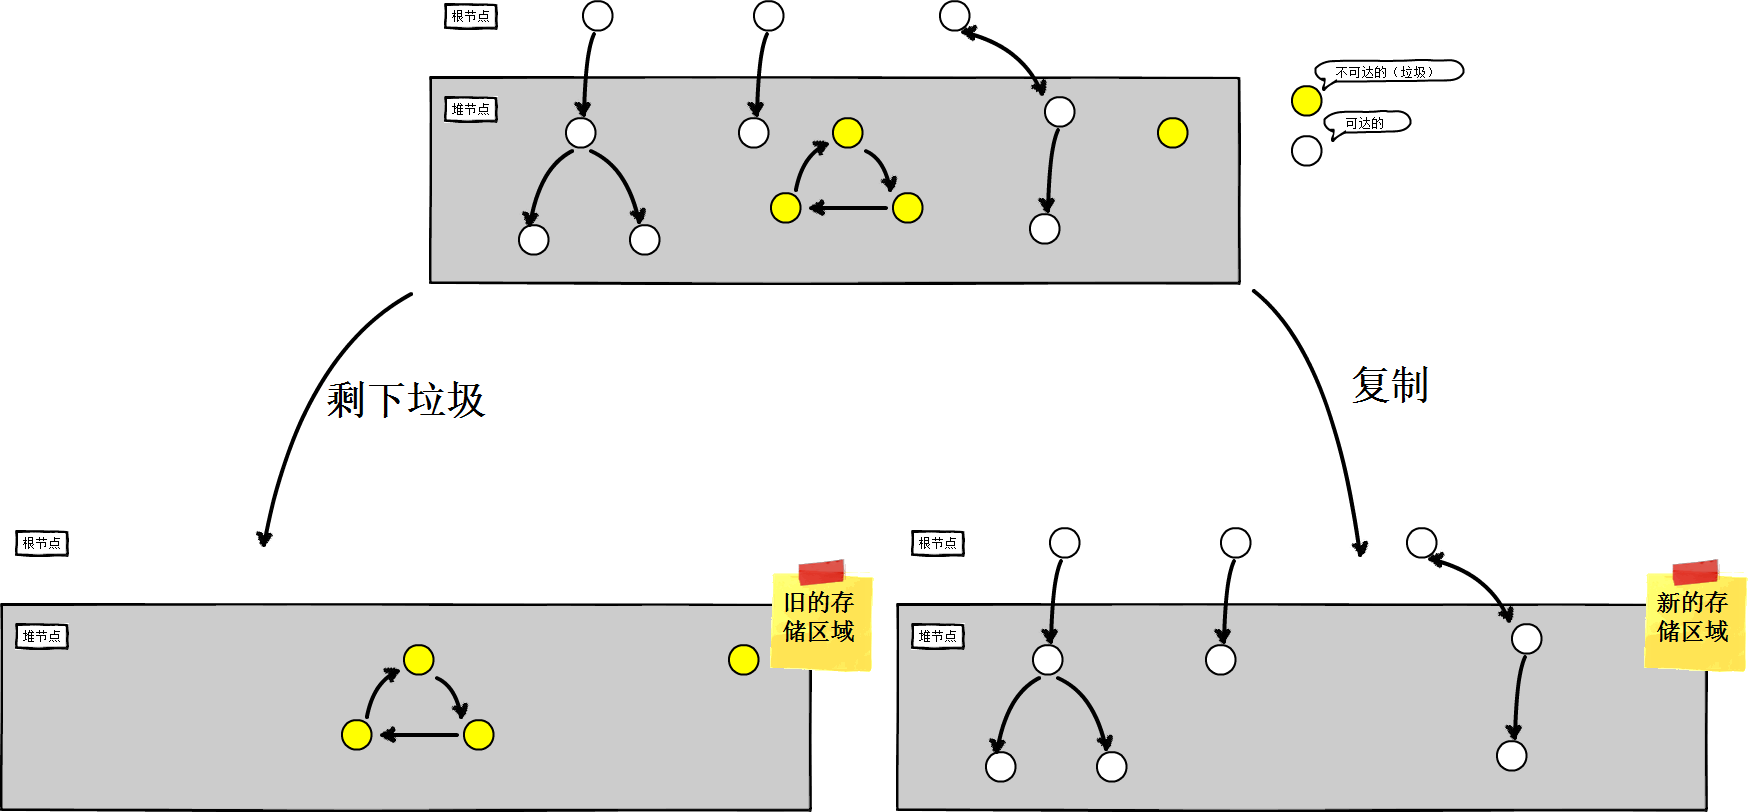 根节点
不可达的（垃圾）
堆节点
可达的
剩下垃圾
复制
根节点
根节点
旧的存
储区域
新的存
储区域
堆节点
堆节点